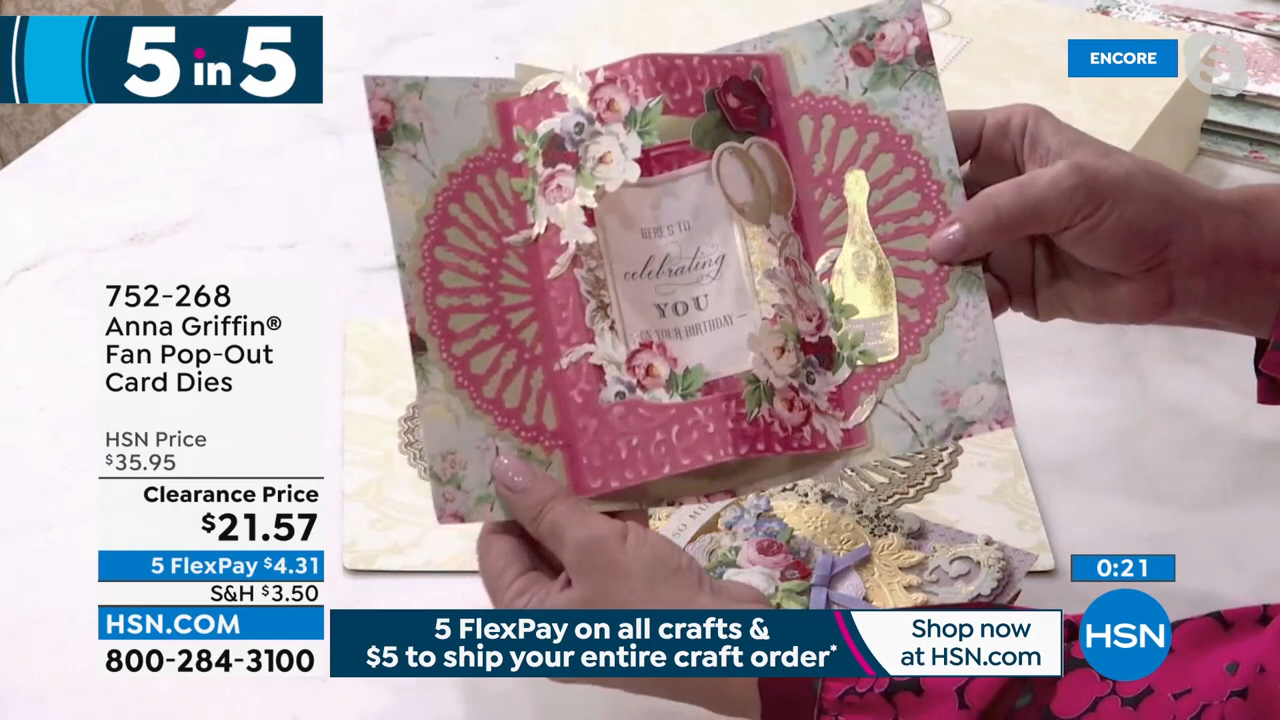 5 in 5
ENCORE
S
752-268
Anna Griffin®
Fan Pop-Out
Card Dies
HSN Price
$35.95
Clearance Price
$21.57
5 FlexPay $4.31
S&H $3.50
HSN.COM
800-284-3100
HERE'S TO
celebrating
YOU
YOUR BIRTHDAY
SO MU
5 FlexPay on all crafts &
$5 to ship your entire craft order*
Shop now
at HSN.com
0:21
HSN